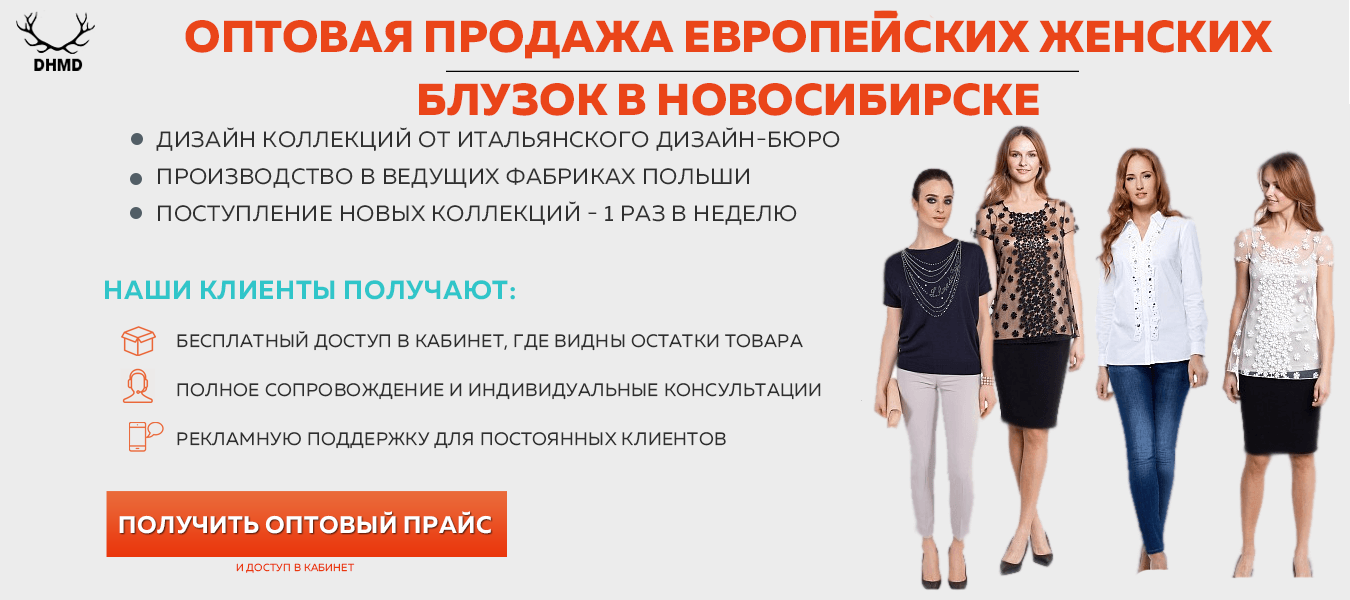 DHMD
ОПТОВАЯ ПРОДАЖА ЕВРОПЕЙСКИХ ЖЕНСКИХ
БЛУЗОК В НОВОСИБИРСКЕ
ДИЗАЙН КОЛЛЕКЦИЙ ОТ ИТАЛЬЯНСКОГО ДИЗАЙН-БЮРО
ПРОИЗВОДСТВО В ВЕДУЩИХ ФАБРИКАХ ПОЛЬШИ
ПОСТУПЛЕНИЕ НОВЫХ КОЛЛЕКЦИЙ - 1 РАЗ В НЕДЕЛЮ
НАШИ КЛИЕНТЫ ПОЛУЧАЮТ:
БЕСПЛАТНЫЙ ДОСТУП В КАБИНЕТ, ГДЕ ВИДНЫ ОСТАТКИ ТОВАРА
ПОЛНОЕ СОПРОВОЖДЕНИЕ И ИНДИВИДУАЛЬНЫЕ КОНСУЛЬТАЦИИ
РЕКЛАМНУЮ ПОДДЕРЖКУ ДЛЯ ПОСТОЯННЫХ КЛИЕНТОВ
ПОЛУЧИТЬ ОПТОВЫЙ ПРАЙС
И ДОСТУП В КАБИНЕТ